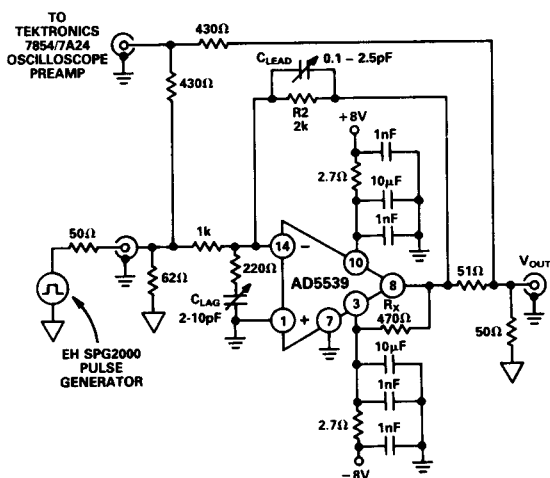 TO
TEKTRONICS
7854/7A24
OSCILLOSCOPE
PREAMP
430Ω
430Ω
CLEAD
0.1 – 2.5pF
R2
2k
+8V
1nF
2.7Ω
10μF
1nF
50Ω
1k
62Ω
220Ω
CLAG
2-10pF
14
–
1
+
AD5539
10
7
3
8
RX
470Ω
51Ω
VOUT
50Ω
EH SPG2000
PULSE
GENERATOR
10μF
1nF
2.7Ω
1nF
–8V